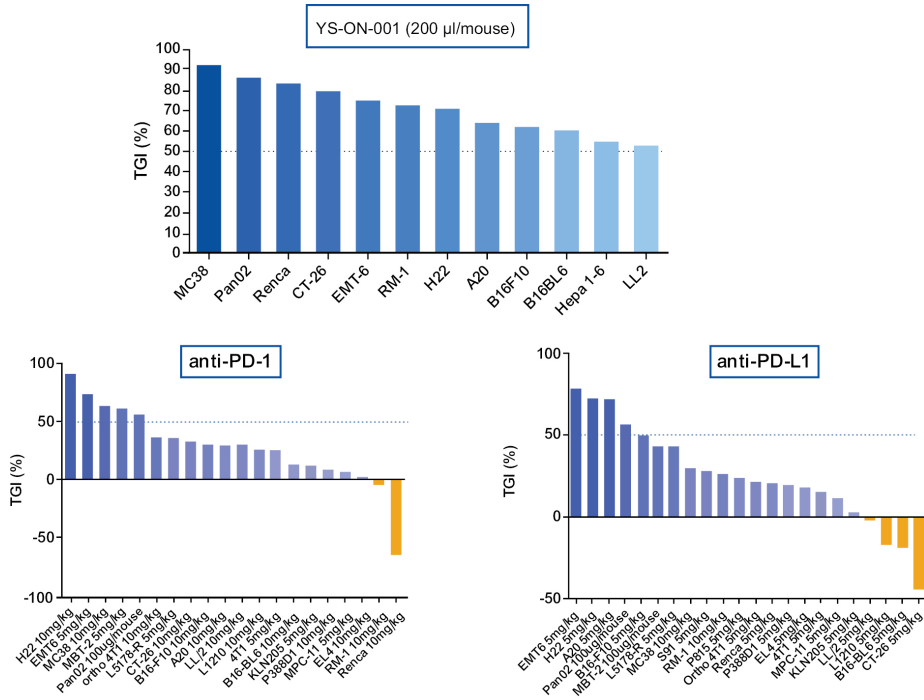 YS-ON-001 (200 µl/mouse)
TGI (%)
100
90
80
70
60
50
40
30
20
10
0
MC38
Pan02
Renca
CT-26
EMT-6
RM-1
H22
A20
B16F10
B16BL6
Hepa 1-6
LL2
anti-PD-1
TGI (%)
100
50
0
-50
-100
H22 10mg/kg
EMT6 5mg/kg
MC38 10mg/kg
MBT-2 5mg/kg
Pan02 100ug/mouse
ortho 4T1 10mg/kg
L5178-R 5mg/kg
CT-26 10mg/kg
B16-F10 10mg/kg
A20 10mg/kg
LL/2 10mg/kg
L1210 10mg/kg
4T1 5mg/kg
B16-BL6 10mg/kg
KLN205 5mg/kg
P388D1 10mg/kg
MPC-11 5mg/kg
EL4 10mg/kg
RM-1 10mg/kg
Renca 10mg/kg
anti-PD-L1
TGI (%)
100
50
0
-50
EMT6 5mg/kg
H22 5mg/kg
A20 5mg/kg
Pan02 100ug/mouse
B16-F10 5mg/kg
MBT-2 100ug/mouse
L5178-R 5mg/kg
MC38 10mg/kg
S91 5mg/kg
RM-1 10mg/kg
P815 5mg/kg
Ortho 4T1 5mg/kg
Renca 5mg/kg
P388D1 5mg/kg
EL4 5mg/kg
4T1 5mg/kg
MPC-11 5mg/kg
KLN205 5mg/kg
LL/2 5mg/kg
L1210 5mg/kg
B16-BL6 5mg/kg
CT-26 5mg/kg